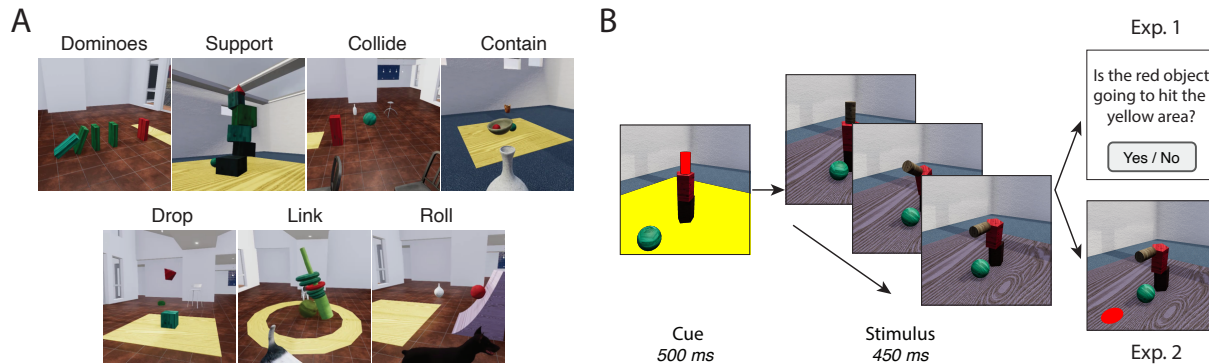 A
Dominoes
Support
Collide
Contain
Drop
Link
Roll
B
Cue
500 ms
Stimulus
450 ms
Exp. 1
Is the red object
going to hit the
yellow area?
Yes / No
Exp. 2